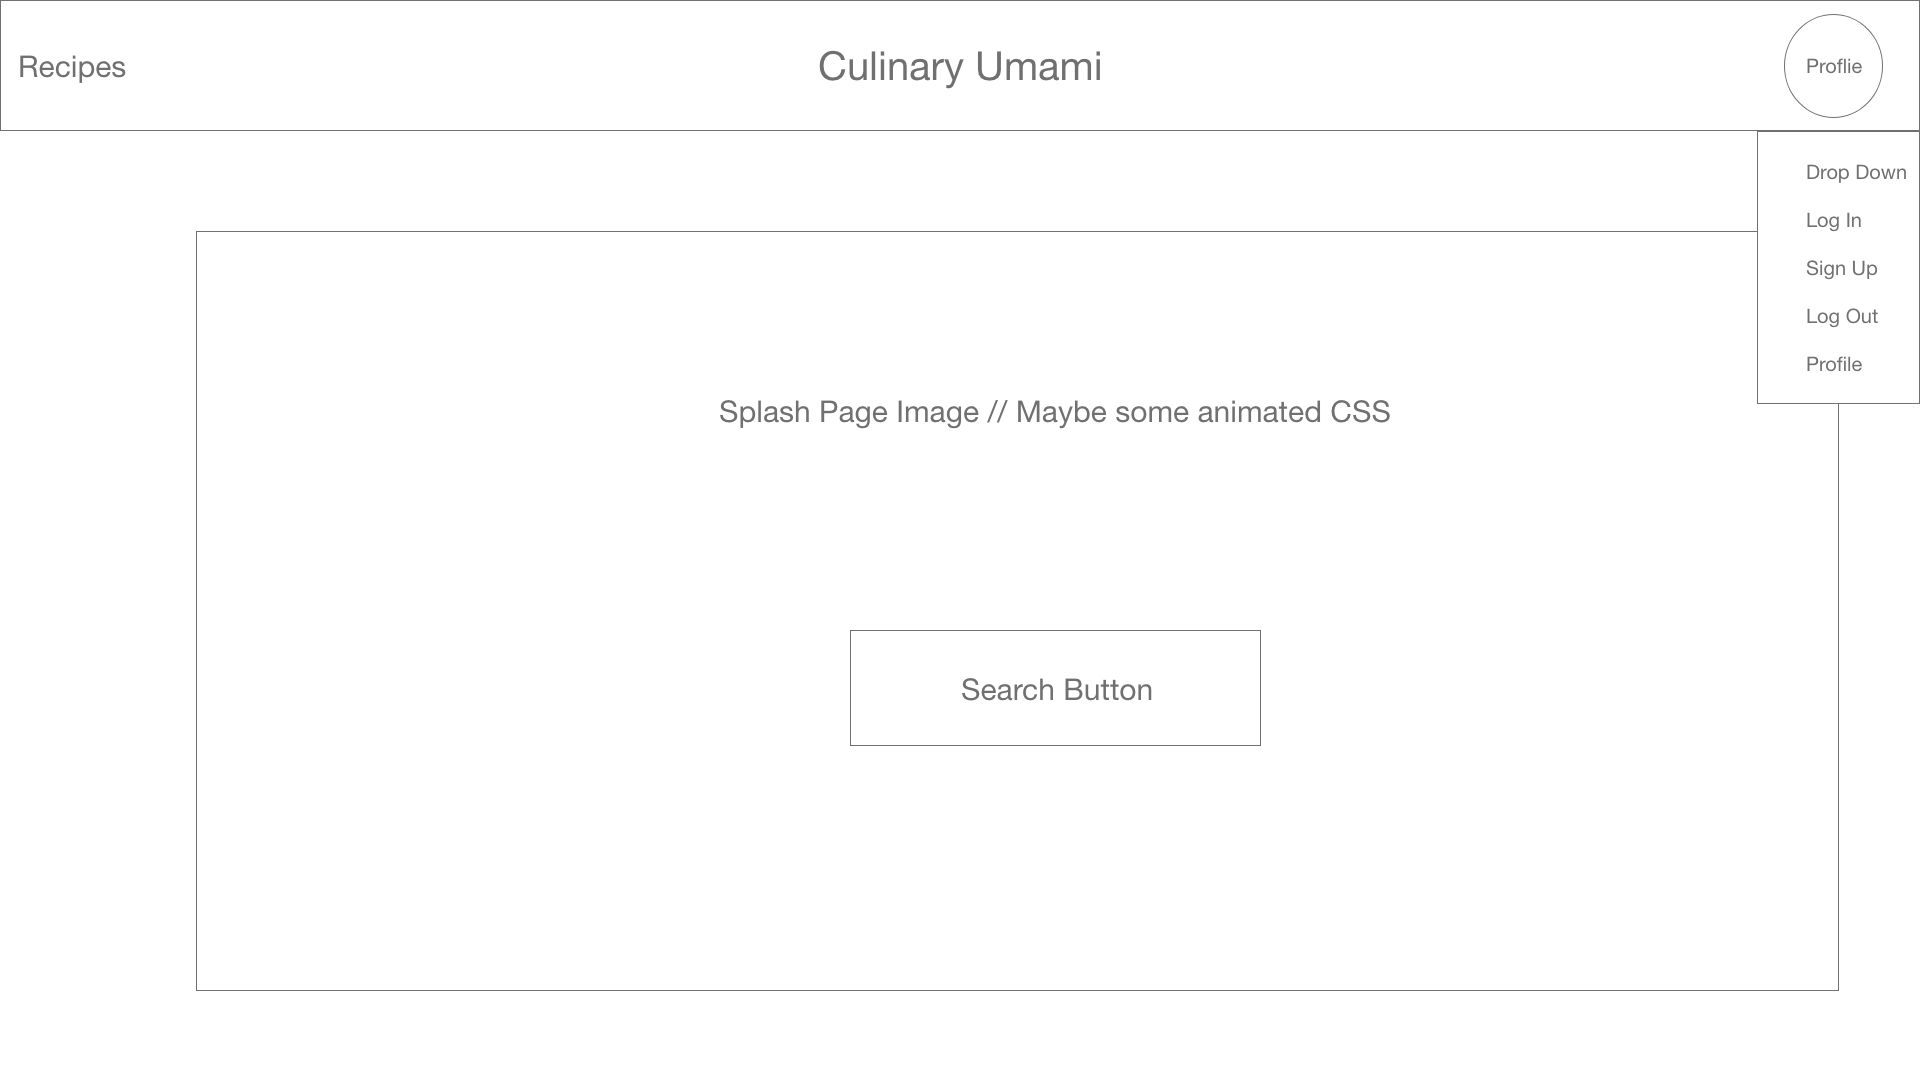 Recipes
Culinary Umami
Proflie
Drop Down
Log In
Sign Up
Log Out
Profile
Splash Page Image // Maybe some animated CSS
Search Button